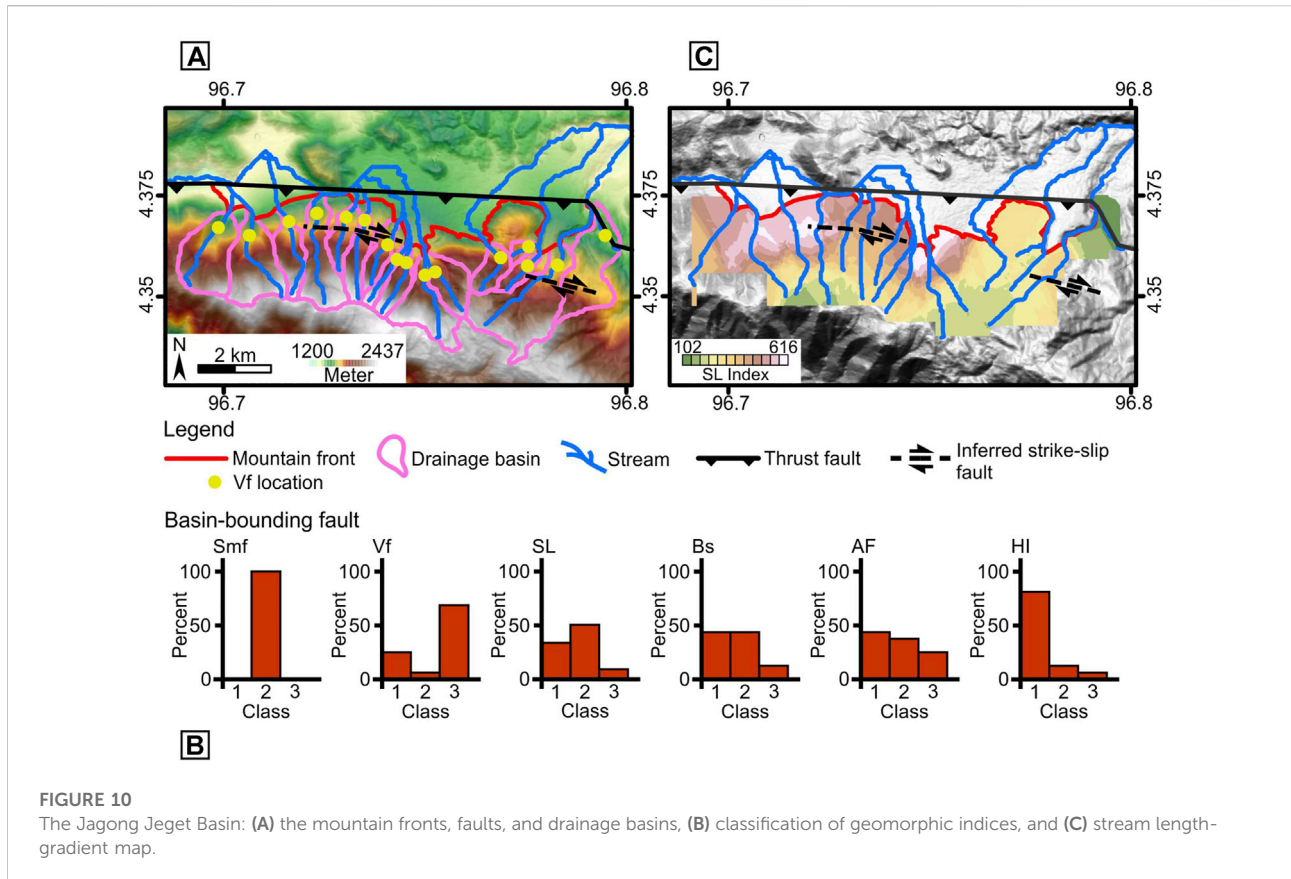 A
C
96.7
96.8
96.7
96.8
4.375
4.375
4.375
4.35
4.35
4.35
N
2 km
1200
2437
Meter
102
616
SL Index
96.7
96.8
96.7
96.8
Legend
Mountain front
Drainage basin
Stream
Thrust fault
Inferred strike-slip
fault
Vf location
Basin-bounding fault
Smf
Vf
SL
Bs
AF
HI
Percent
100
50
0
1 2 3
Class
Percent
100
50
0
1 2 3
Class
Percent
100
50
0
1 2 3
Class
Percent
100
50
0
1 2 3
Class
Percent
100
50
0
1 2 3
Class
Percent
100
50
0
1 2 3
Class
B
FIGURE 10
The Jagong Jeget Basin: (A) the mountain fronts, faults, and drainage basins, (B) classification of geomorphic indices, and (C) stream length-
gradient map.